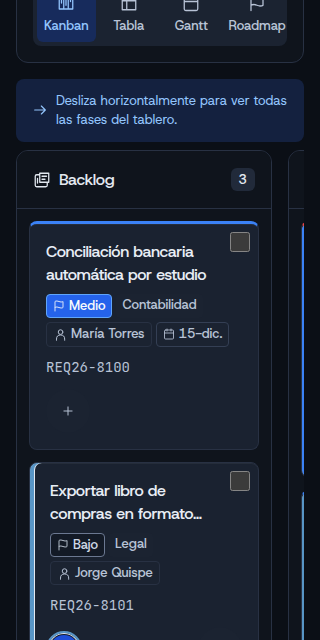 Kanban Tabla Gantt Roadmap
Desliza horizontalmente para ver todas
las fases del tablero.
Backlog 3
Conciliación bancaria
automática por estudio
Medio Contabilidad
María Torres 15-dic.
REQ26-8100
+
Exportar libro de
compras en formato...
Bajo Legal
Jorge Quispe
REQ26-8101